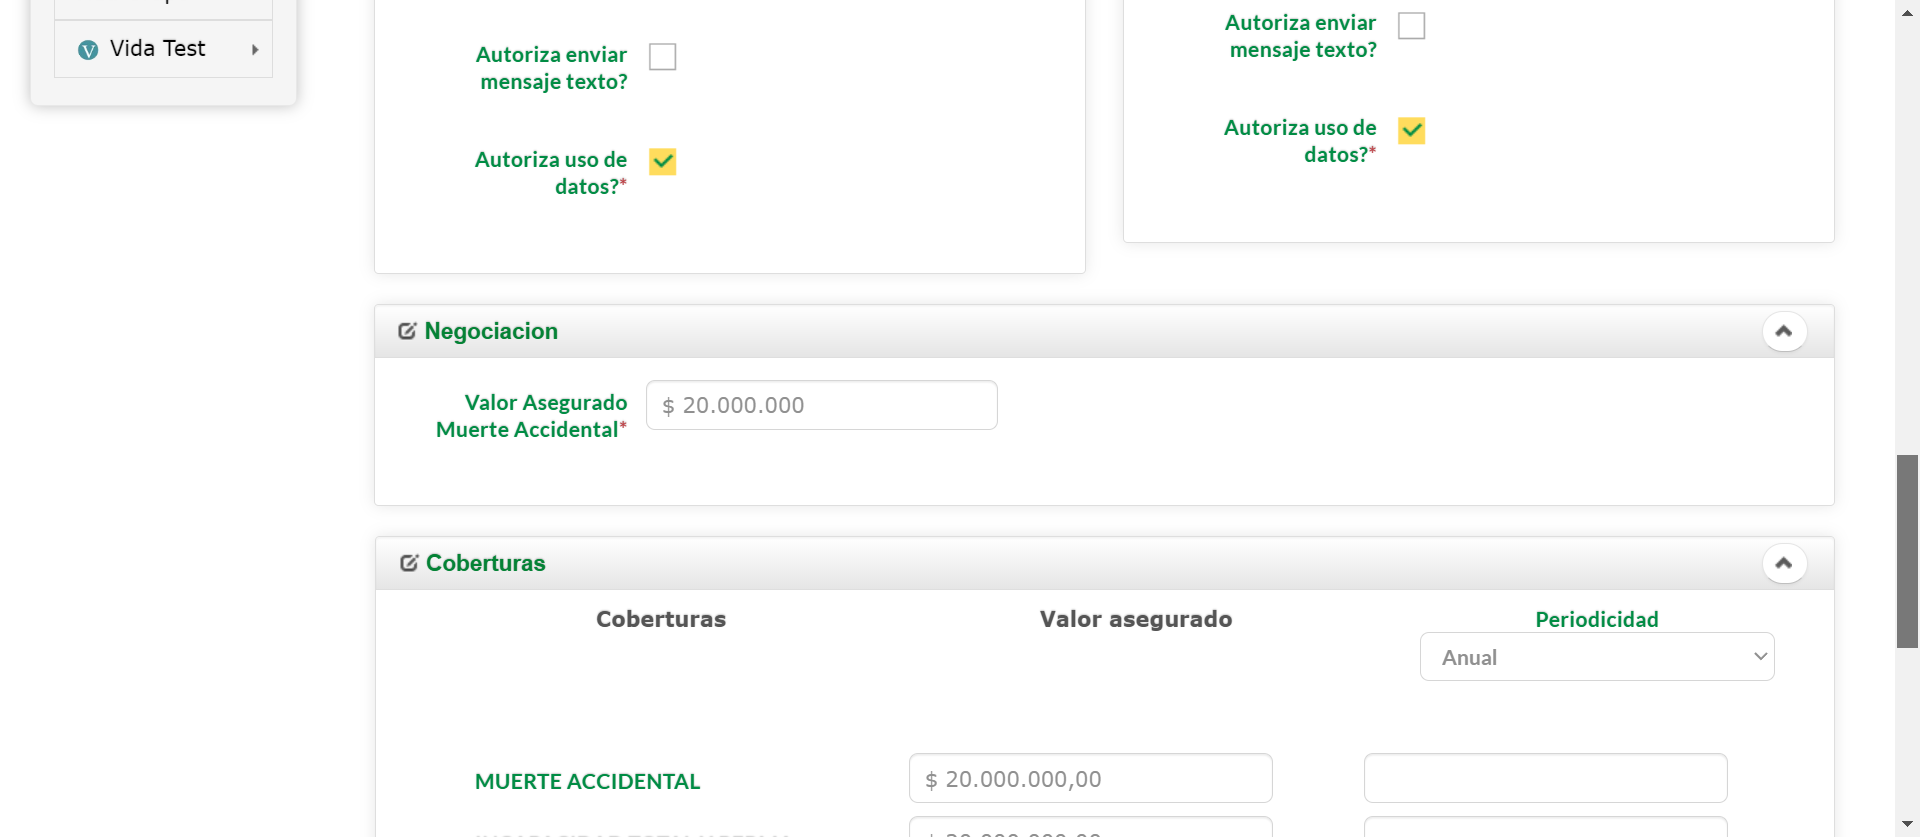 Vida Test
Autoriza enviar
mensaje texto?
Autoriza uso de
datos?*
Autoriza enviar
mensaje texto?
Autoriza uso de
datos?*
Negociacion
Valor Asegurado
Muerte Accidental*
$ 20.000.000
Coberturas
Coberturas
Valor asegurado
Periodicidad
Anual
MUERTE ACCIDENTAL
$ 20.000.000,00